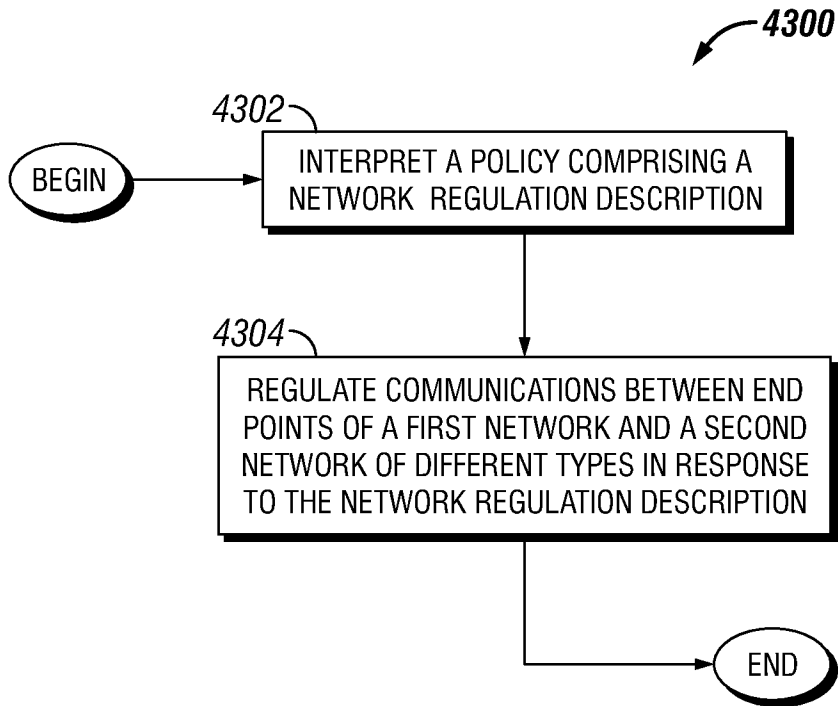 4300
4302
BEGIN
INTERPRET A POLICY COMPRISING A
NETWORK REGULATION DESCRIPTION
4304
REGULATE COMMUNICATIONS BETWEEN END
POINTS OF A FIRST NETWORK AND A SECOND
NETWORK OF DIFFERENT TYPES IN RESPONSE
TO THE NETWORK REGULATION DESCRIPTION
END